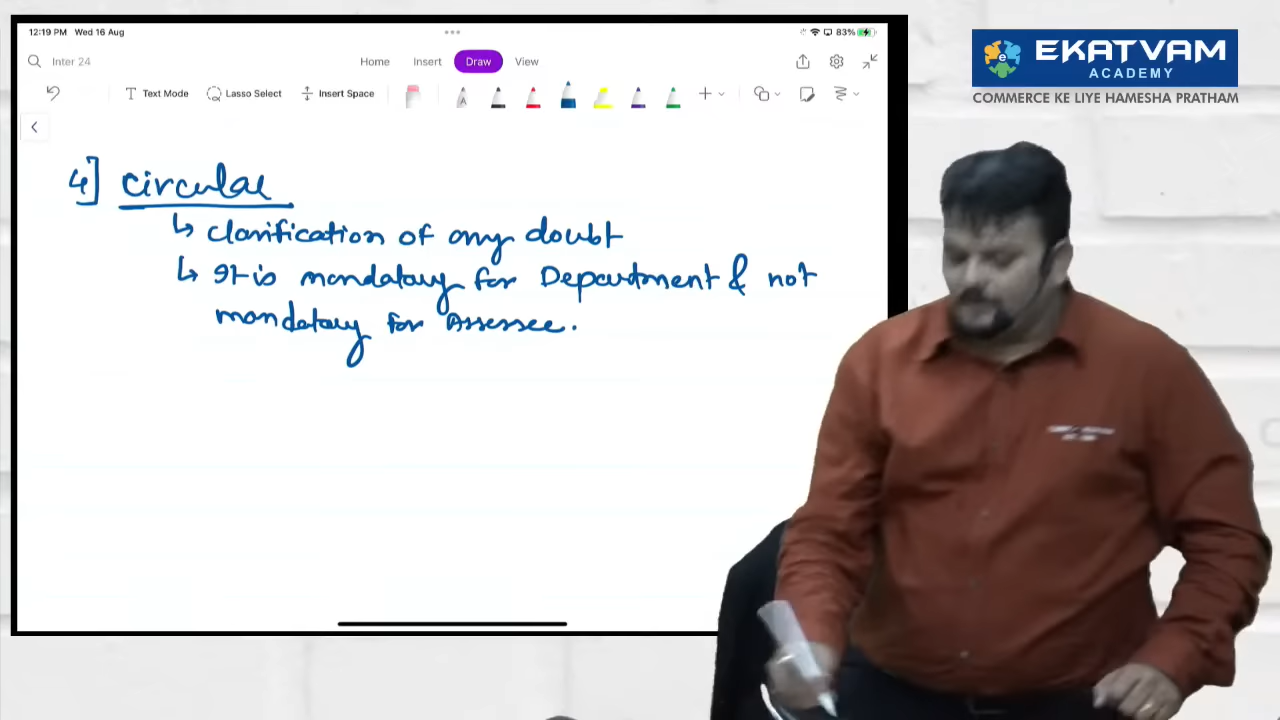 12:19 PM Wed 16 Aug
83%
Inter 24
Home Insert Draw View
Text Mode Lasso Select Insert Space
4] Circular
↳ clarification of any doubt
↳ It is mandatory for Department & not
mandatory for Assessee.
EKATVAM
ACADEMY
COMMERCE KE LIYE HAMESHA PRATHAM